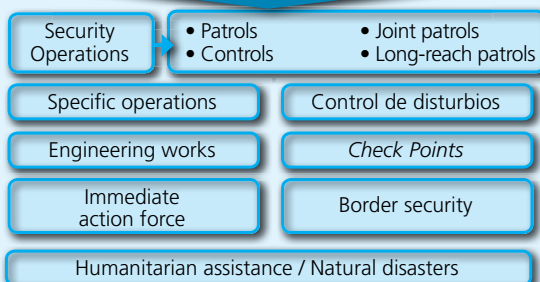 Security
Operations
• Patrols
• Joint patrols
• Controls
• Long-reach patrols
Specific operations
Control de disturbios
Engineering works
Check Points
Immediate
action force
Border security
Humanitarian assistance / Natural disasters